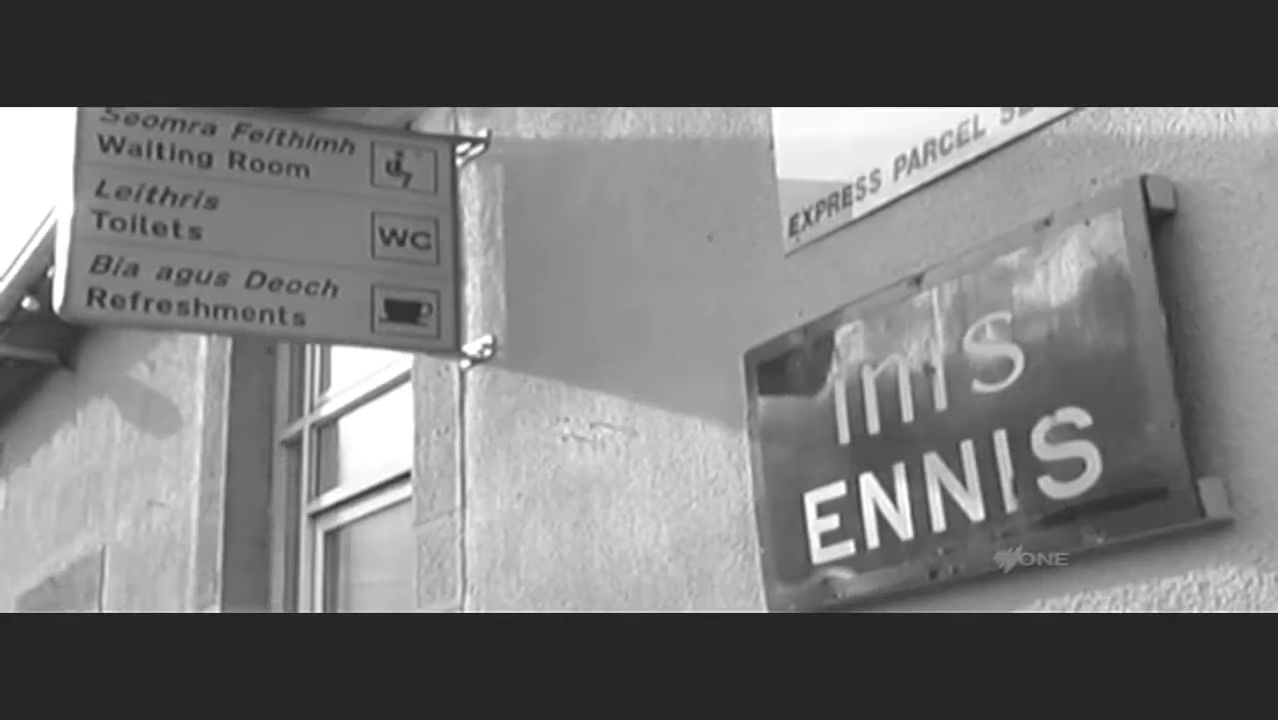 Seomra Feithimh
Waiting Room
Leithris
Toilets
WC
Bia agus Deoch
Refreshments
EXPRESS PARCEL
inis
ENNIS
ONE